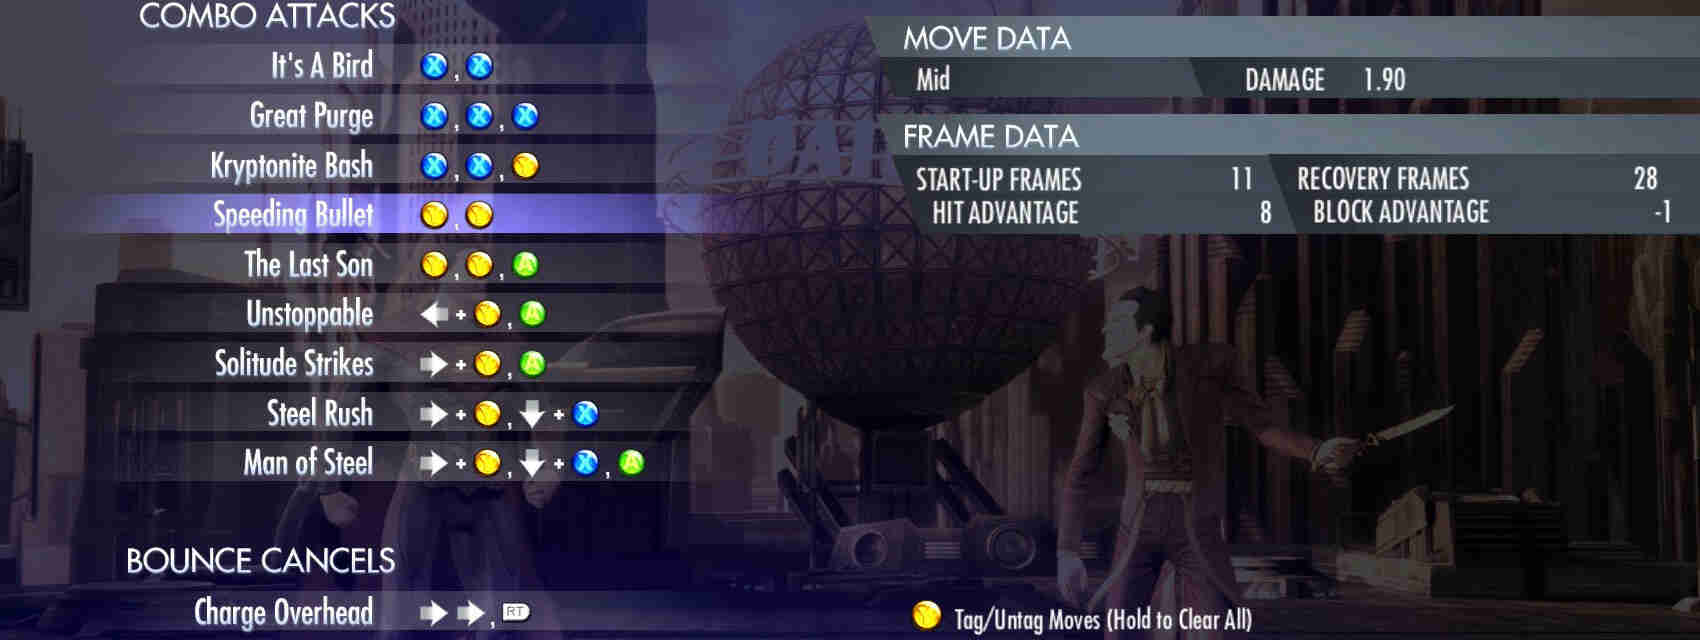 COMBO ATTACKS
It's A Bird X, X
Great Purge X, X, X
Kryptonite Bash X, X, Y
Speeding Bullet Y, Y
The Last Son Y, Y, A
Unstoppable ← + Y, A
Solitude Strikes → + Y, A
Steel Rush → + Y, ↓ + X
Man of Steel → + Y, ↓ + X, A
BOUNCE CANCELS
Charge Overhead → →, RT
MOVE DATA
Mid DAMAGE 1.90
FRAME DATA
START-UP FRAMES 11 RECOVERY FRAMES 28
HIT ADVANTAGE 8 BLOCK ADVANTAGE -1
Y Tag/Untag Moves (Hold to Clear All)